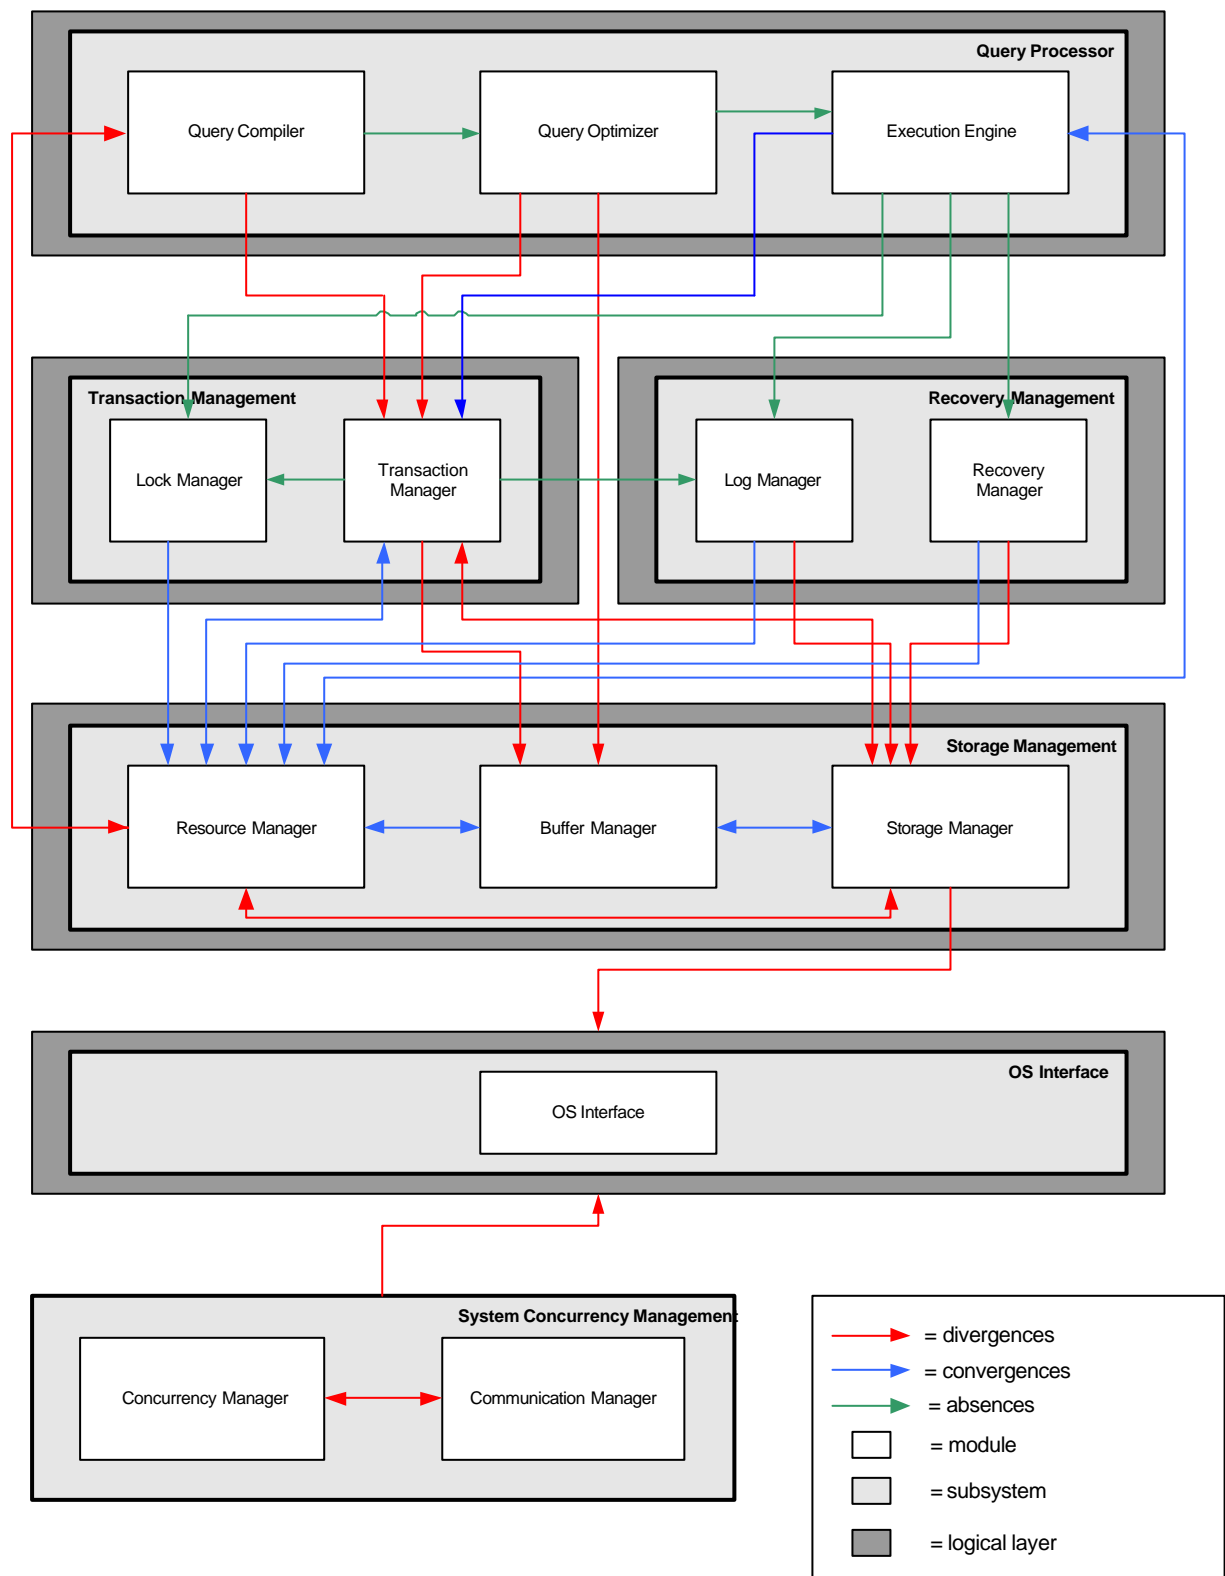 Query Processor
Query Compiler
Query Optimizer
Execution Engine
Transaction Management
Recovery Management
Lock Manager
Transaction
Manager
Log Manager
Recovery
Manager
Storage Management
Resource Manager
Buffer Manager
Storage Manager
OS Interface
OS Interface
System Concurrency Management
Concurrency Manager
Communication Manager
= divergences
= convergences
= absences
= module
= subsystem
= logical layer